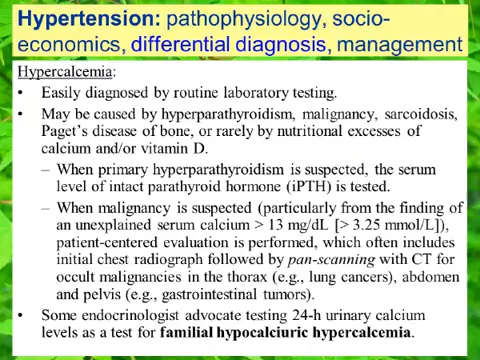 Hypertension: pathophysiology, socio-
economics, differential diagnosis, management
Hypercalcemia:
• Easily diagnosed by routine laboratory testing.
• May be caused by hyperparathyroidism, malignancy, sarcoidosis,
Paget's disease of bone, or rarely by nutritional excesses of
calcium and/or vitamin D.
– When primary hyperparathyroidism is suspected, the serum
level of intact parathyroid hormone (iPTH) is tested.
– When malignancy is suspected (particularly from the finding of
an unexplained serum calcium > 13 mg/dL [> 3.25 mmol/L]),
patient-centered evaluation is performed, which often includes
initial chest radiograph followed by pan-scanning with CT for
occult malignancies in the thorax (e.g., lung cancers), abdomen
and pelvis (e.g., gastrointestinal tumors).
• Some endocrinologist advocate testing 24-h urinary calcium
levels as a test for familial hypocalciuric hypercalcemia.